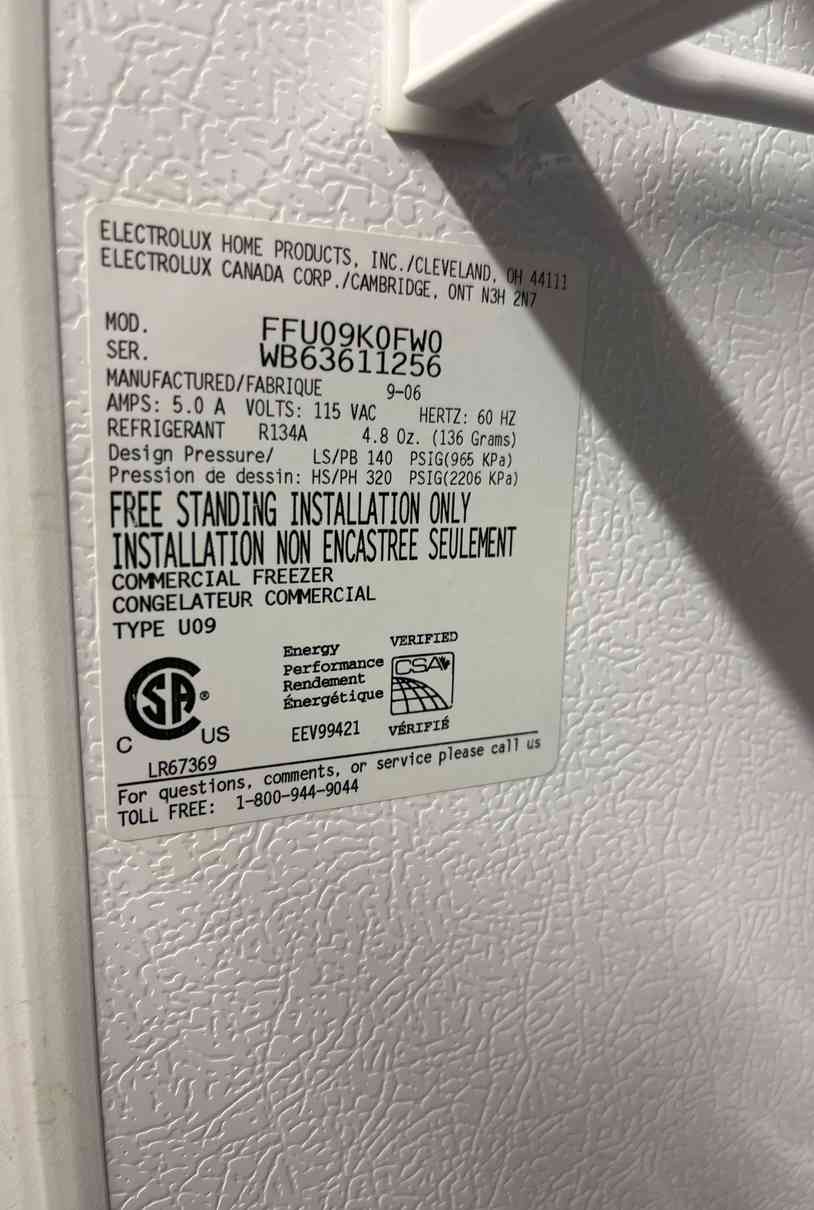 ELECTROLUX HOME PRODUCTS, INC./CLEVELAND, OH 44111
ELECTROLUX CANADA CORP./CAMBRIDGE, ONT N3H 2N7
MOD. FFU09K0FW0
SER. WB63611256
MANUFACTURED/FABRIQUE 9-06
AMPS: 5.0 A VOLTS: 115 VAC HERTZ: 60 HZ
REFRIGERANT R134A 4.8 Oz. (136 Grams)
Design Pressure/ LS/PB 140 PSIG(965 KPa)
Pression de dessin: HS/PH 320 PSIG(2206 KPa)
FREE STANDING INSTALLATION ONLY
INSTALLATION NON ENCASTREE SEULEMENT
COMMERCIAL FREEZER
CONGELATEUR COMMERCIAL
TYPE U09
CSA®
C US
LR67369
Energy
Performance
Rendement
Énergétique
EEV99421
VERIFIED
CSA
VÉRIFIÉ
For questions, comments, or service please call us
TOLL FREE: 1-800-944-9044